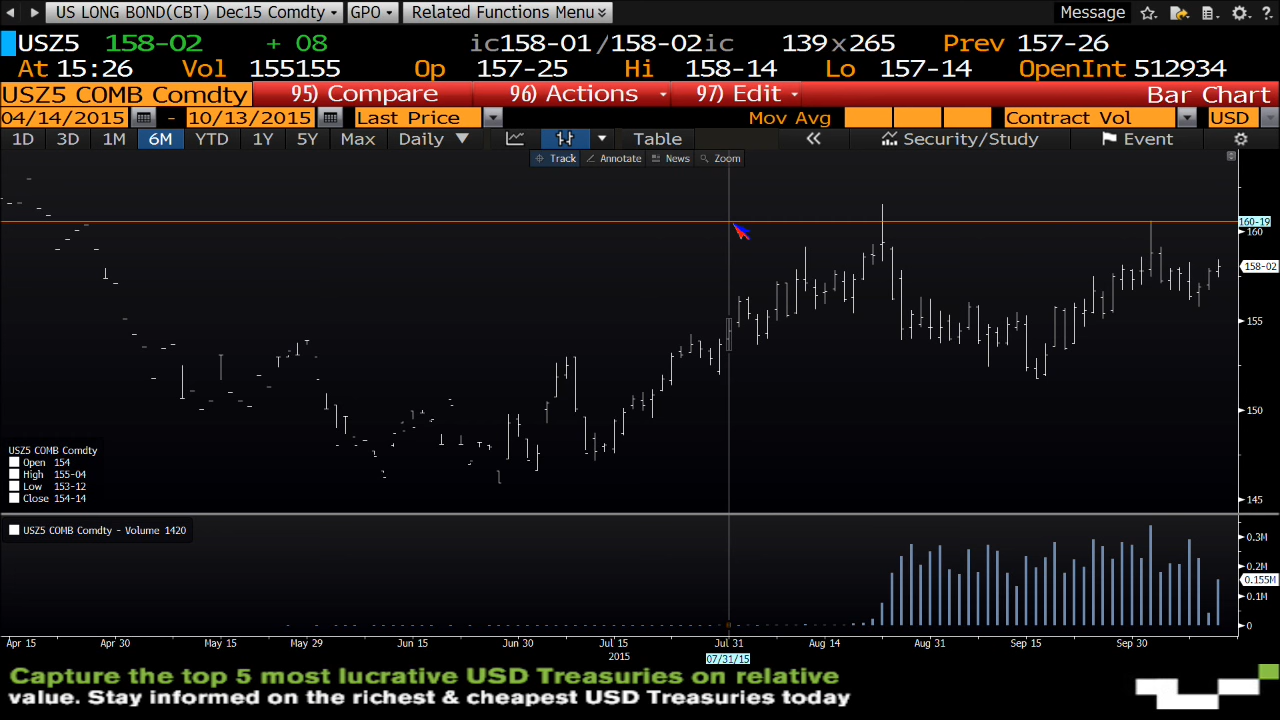 US LONG BOND(CBT) Dec15 Comdty GPO Related Functions Menu Message
USZ5 158-02 + 08 ic158-01/158-02ic 139x265 Prev 157-26
At 15:26 Vol 155155 Op 157-25 Hi 158-14 Lo 157-14 OpenInt 512934
USZ5 COMB Comdty 95) Compare 96) Actions 97) Edit Bar Chart
04/14/2015 - 10/13/2015 Last Price Mov Avg Contract Vol USD
1D 3D 1M 6M YTD 1Y 5Y Max Daily Table Security/Study Event
Track Annotate News Zoom
160-19
160
158-02
155
150
145
USZ5 COMB Comdty
Open 154
High 155-04
Low 153-12
Close 154-14
USZ5 COMB Comdty - Volume 1420
0.3M
0.2M
0.155M
0.1M
0
Apr 15 Apr 30 May 15 May 29 Jun 15 Jun 30 Jul 15 Jul 31 Aug 14 Aug 31 Sep 15 Sep 30
2015 07/31/15
Capture the top 5 most lucrative USD Treasuries on relative
value. Stay informed on the richest & cheapest USD Treasuries today